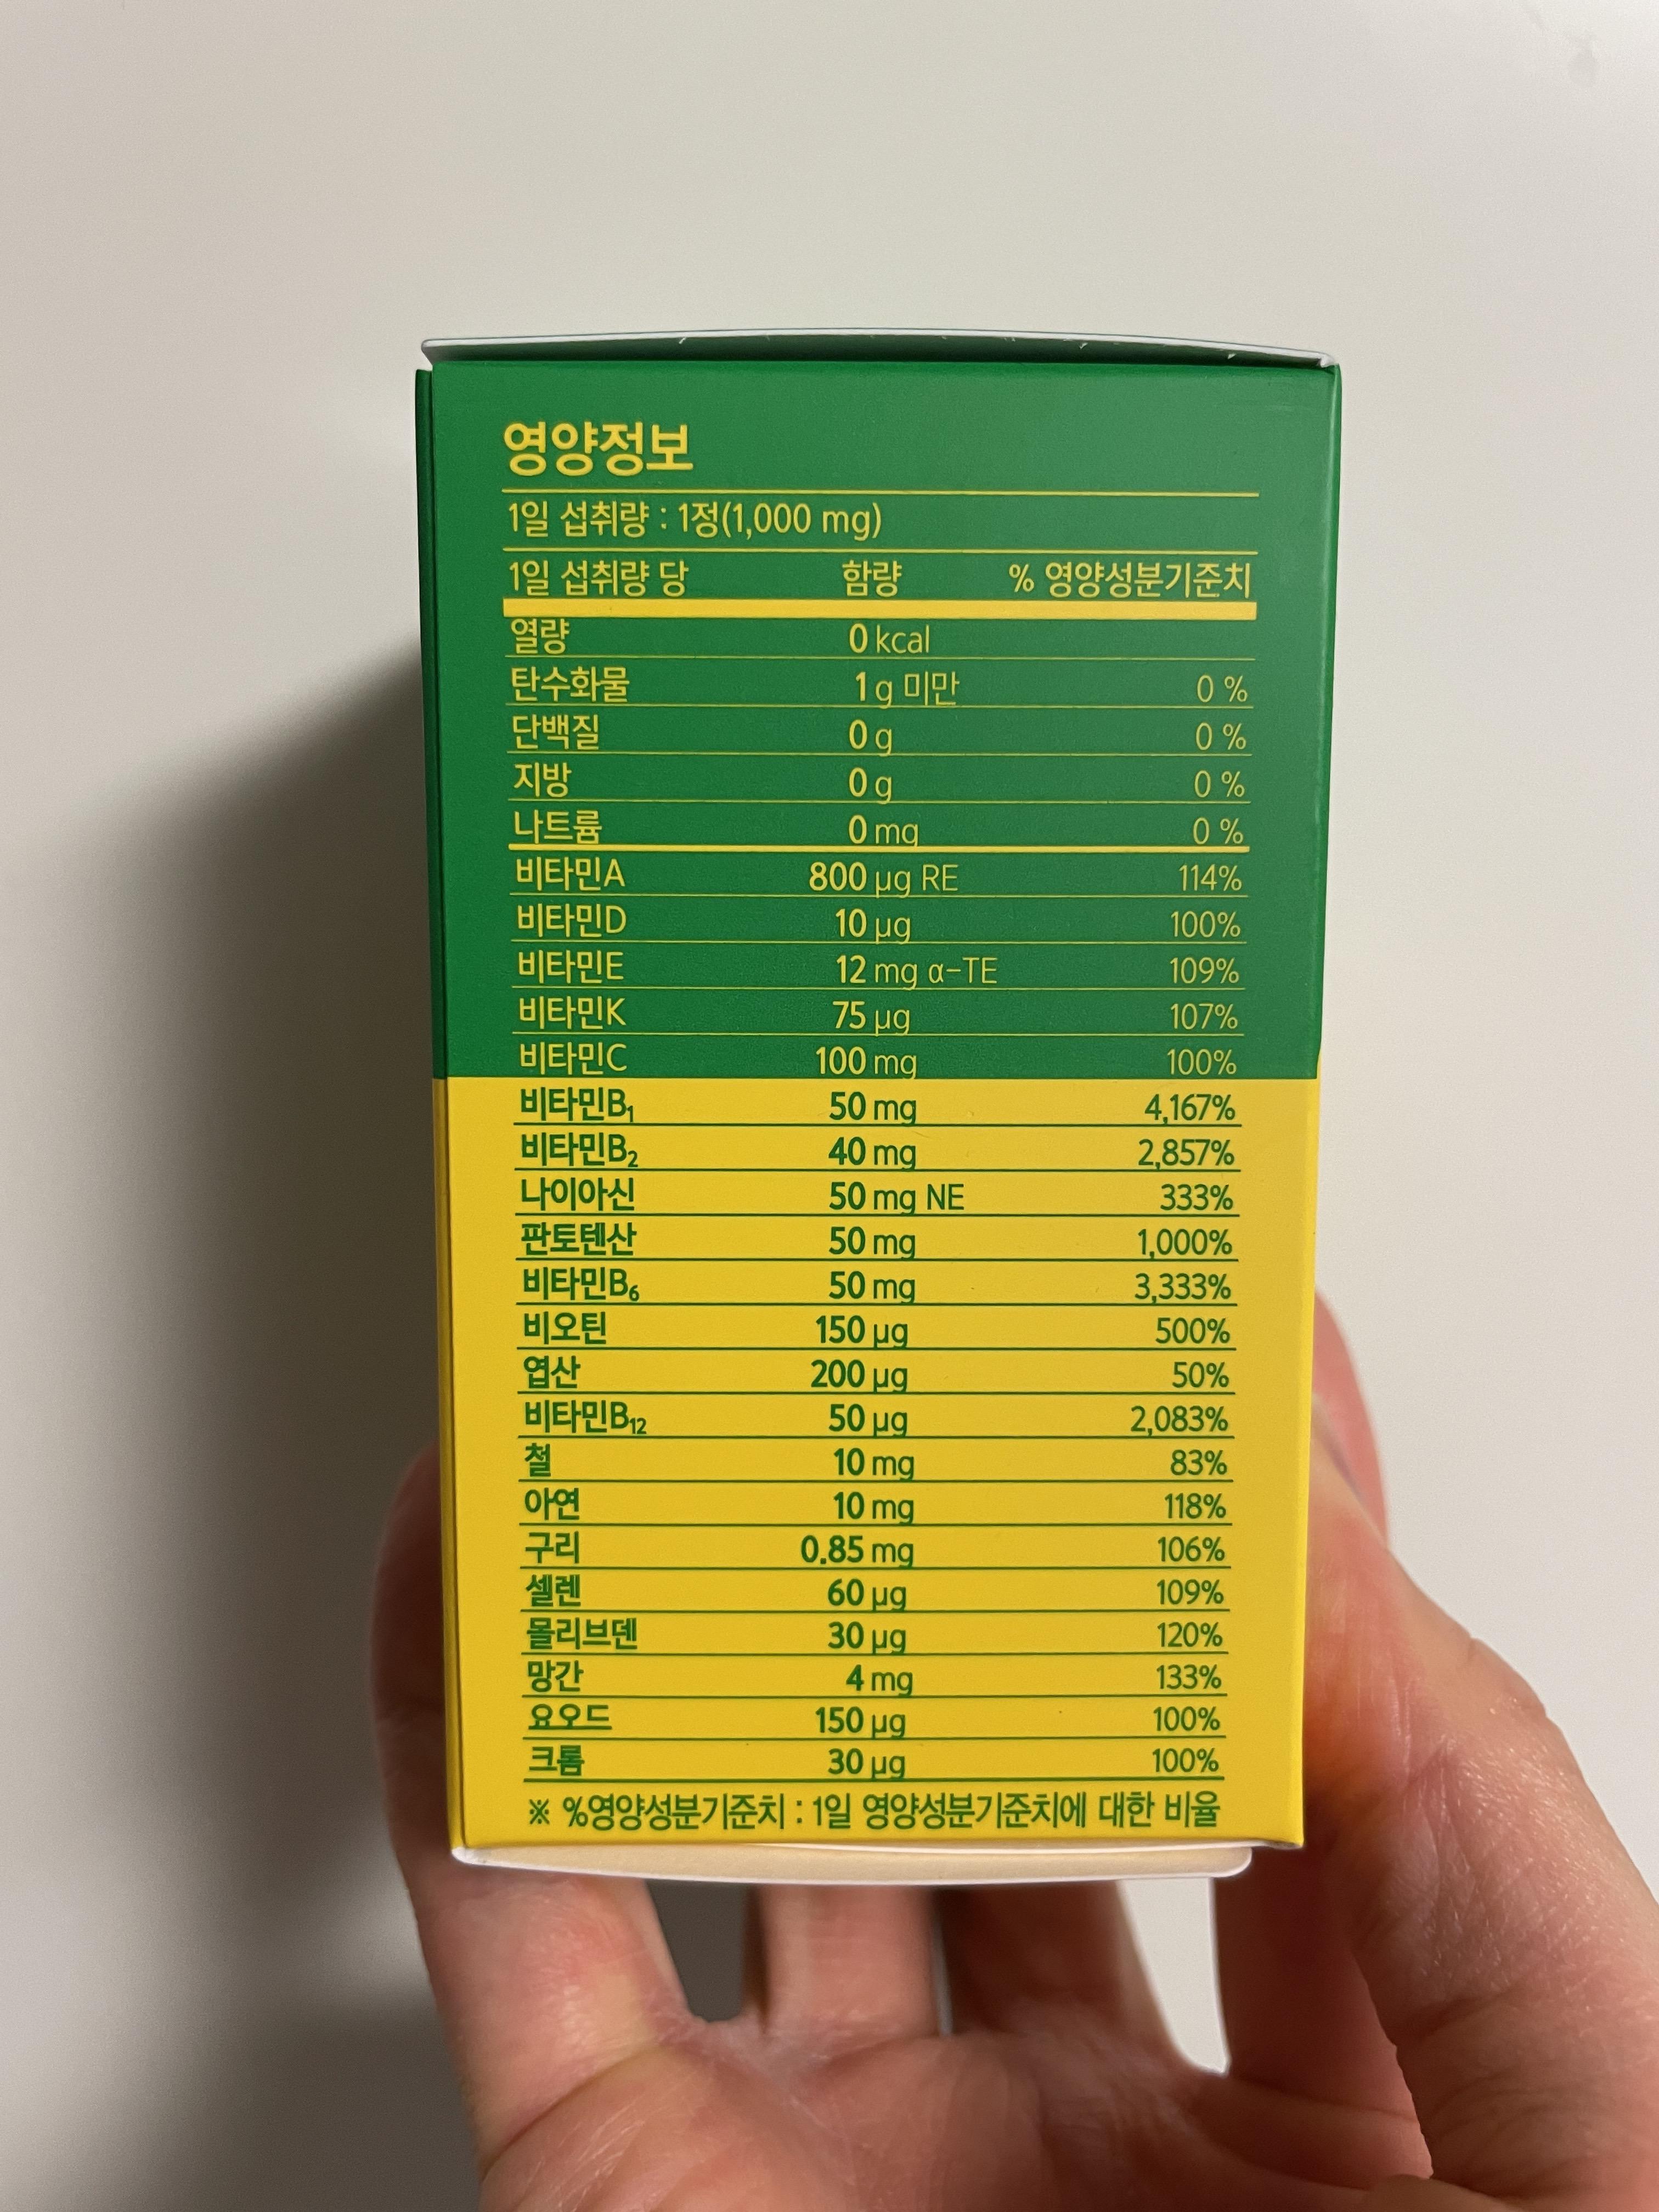 영양정보
1일 섭취량 : 1정(1,000 mg)
1일 섭취량 당 함량 % 영양성분기준치
열량 0 kcal
탄수화물 1 g 미만 0 %
단백질 0 g 0 %
지방 0 g 0 %
나트륨 0 mg 0 %
비타민A 800 µg RE 114%
비타민D 10 µg 100%
비타민E 12 mg α-TE 109%
비타민K 75 µg 107%
비타민C 100 mg 100%
비타민B₁ 50 mg 4,167%
비타민B₂ 40 mg 2,857%
나이아신 50 mg NE 333%
판토텐산 50 mg 1,000%
비타민B₆ 50 mg 3,333%
비오틴 150 µg 500%
엽산 200 µg 50%
비타민B₁₂ 50 µg 2,083%
철 10 mg 83%
아연 10 mg 118%
구리 0.85 mg 106%
셀렌 60 µg 109%
몰리브덴 30 µg 120%
망간 4 mg 133%
요오드 150 µg 100%
크롬 30 µg 100%
※ %영양성분기준치 : 1일 영양성분기준치에 대한 비율